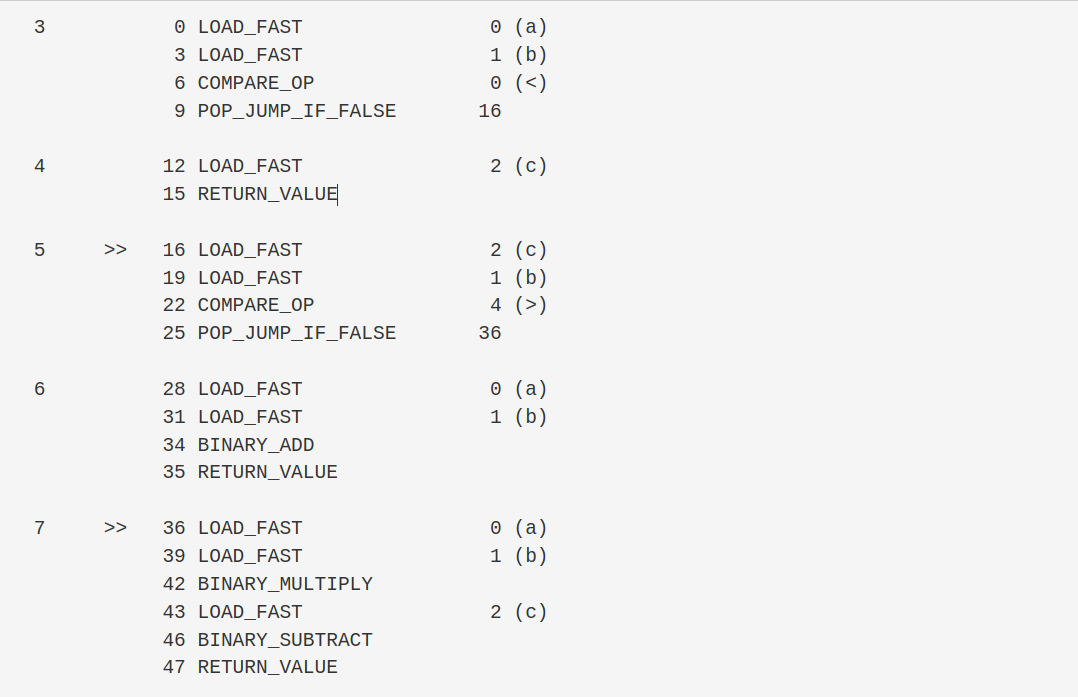 3 0 LOAD_FAST 0 (a)
3 LOAD_FAST 1 (b)
6 COMPARE_OP 0 (<)
9 POP_JUMP_IF_FALSE 16
4 12 LOAD_FAST 2 (c)
15 RETURN_VALUE
5 >> 16 LOAD_FAST 2 (c)
19 LOAD_FAST 1 (b)
22 COMPARE_OP 4 (>)
25 POP_JUMP_IF_FALSE 36
6 28 LOAD_FAST 0 (a)
31 LOAD_FAST 1 (b)
34 BINARY_ADD
35 RETURN_VALUE
7 >> 36 LOAD_FAST 0 (a)
39 LOAD_FAST 1 (b)
42 BINARY_MULTIPLY
43 LOAD_FAST 2 (c)
46 BINARY_SUBTRACT
47 RETURN_VALUE